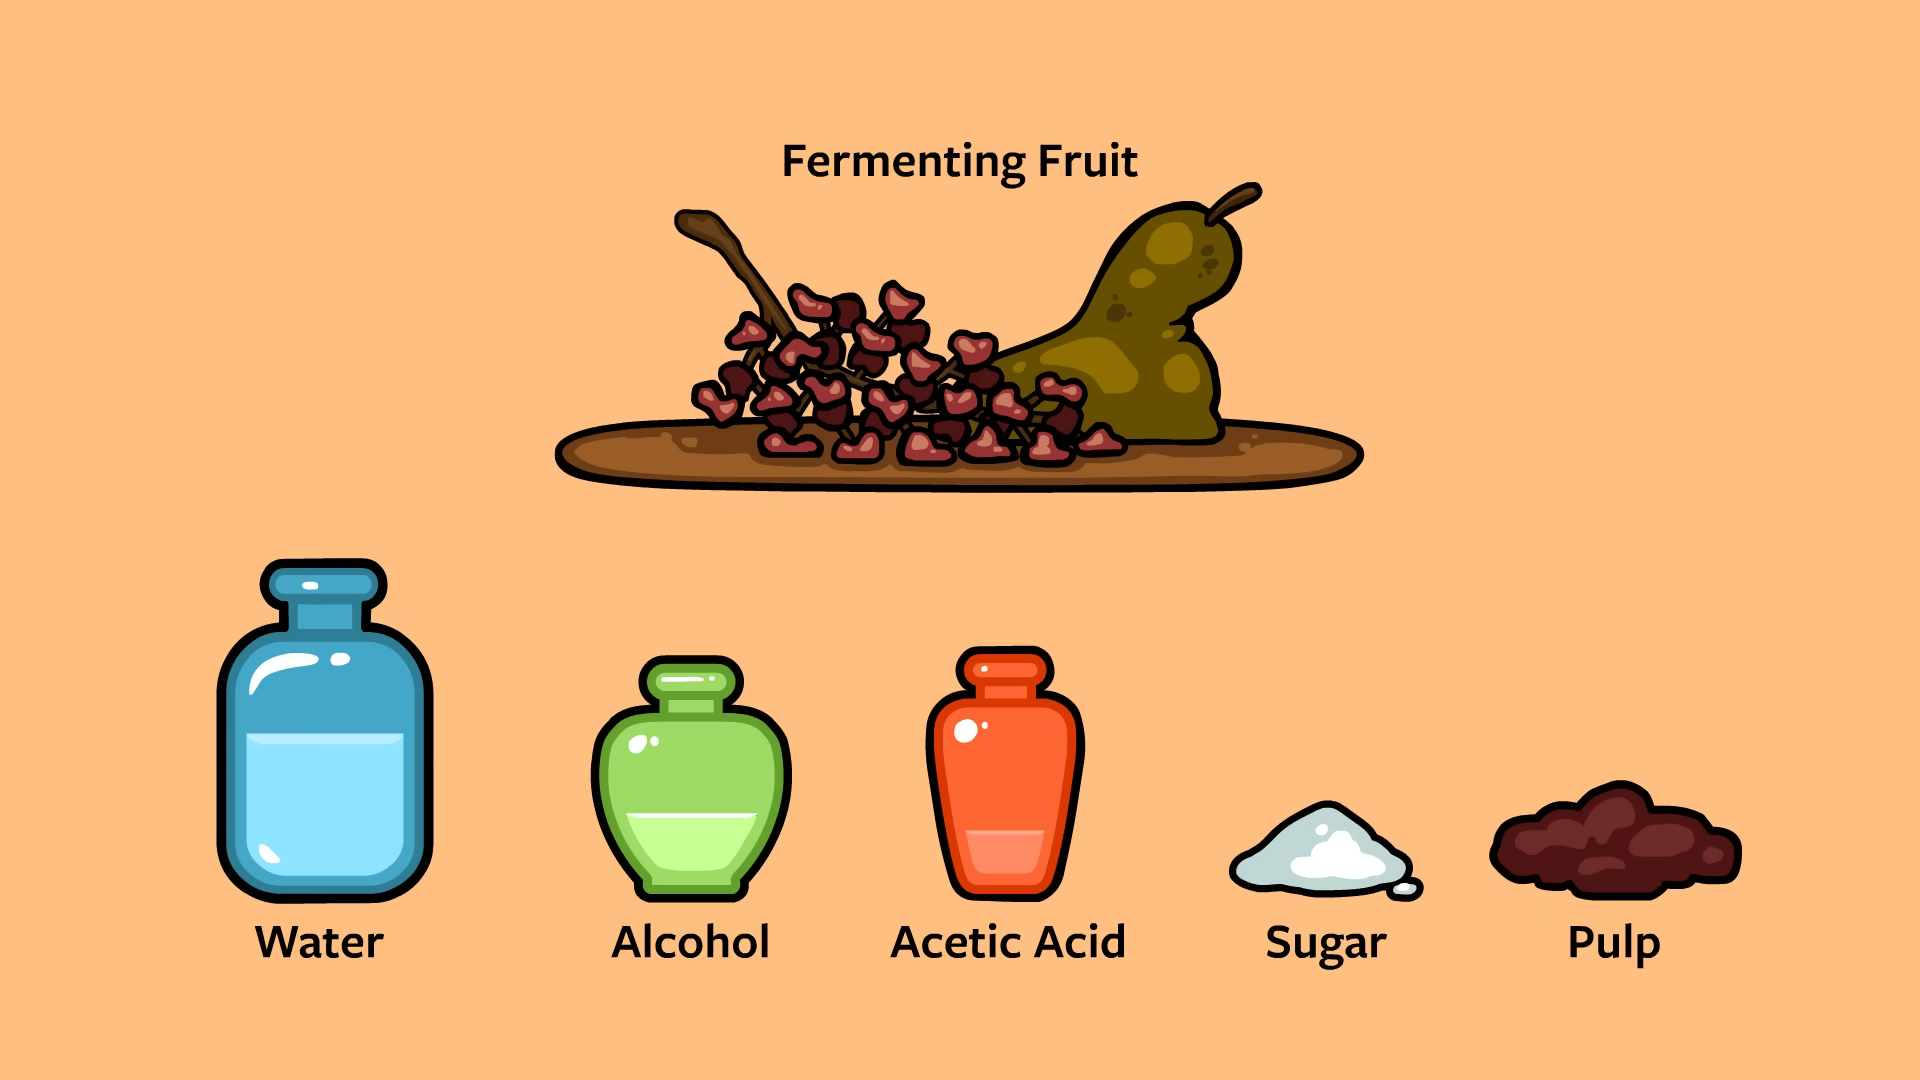 Fermenting Fruit
Water
Alcohol
Acetic Acid
Sugar
Pulp